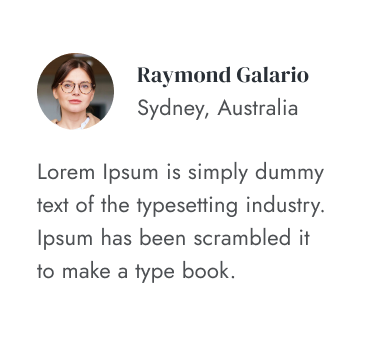 Raymond Galario
Sydney, Australia
Lorem Ipsum is simply dummy
text of the typesetting industry.
Ipsum has been scrambled it
to make a type book.